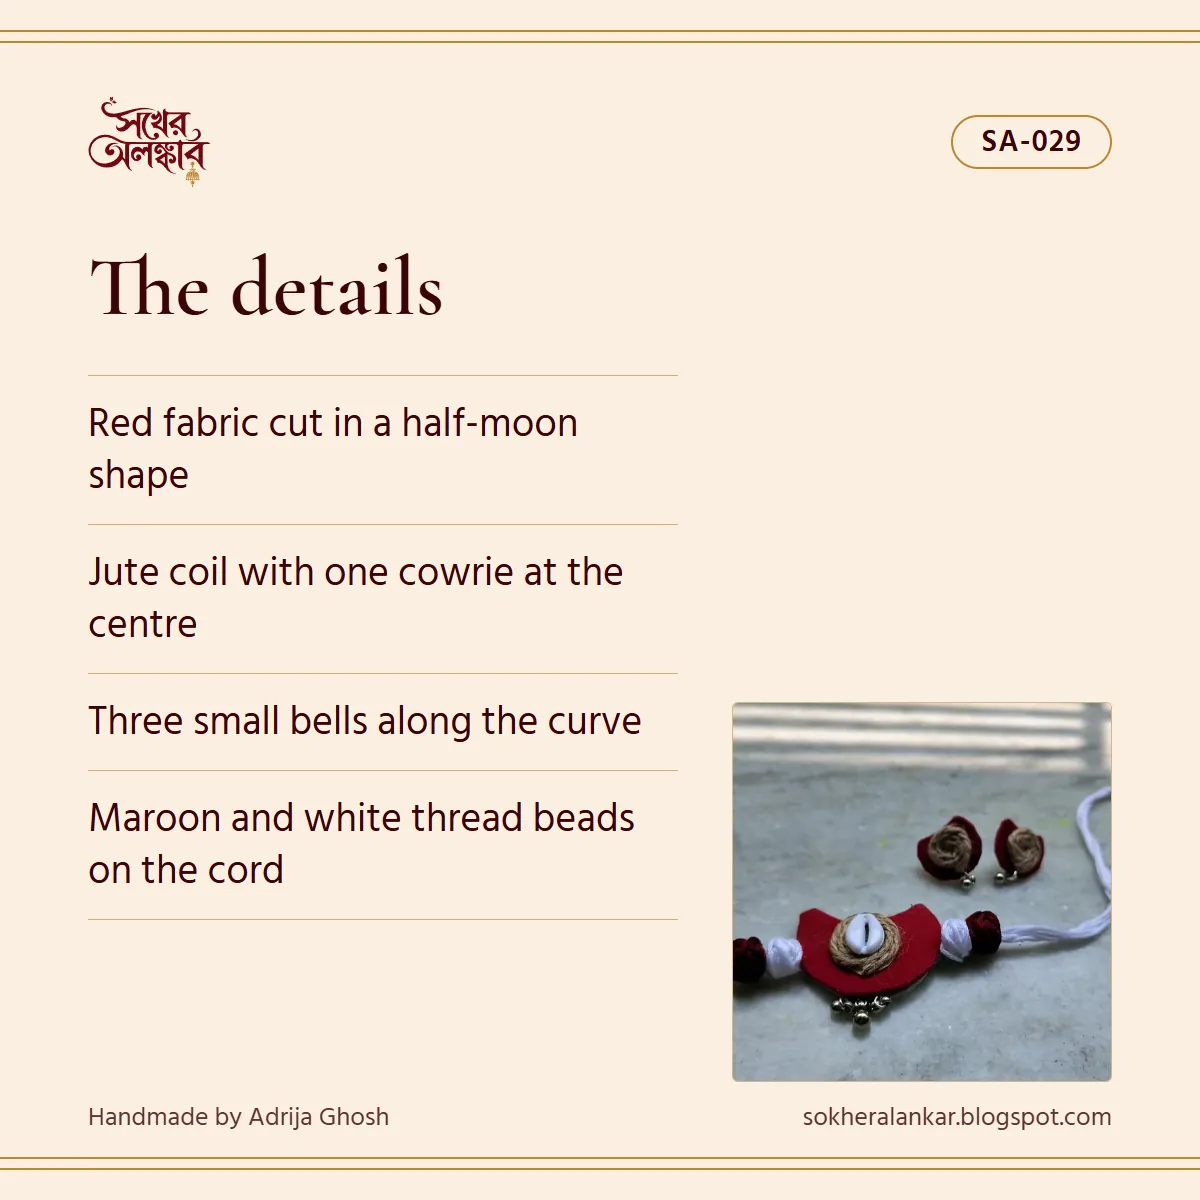 সখের
অলঙ্কার
SA-029
The details
Red fabric cut in a half-moon
shape
Jute coil with one cowrie at the
centre
Three small bells along the curve
Maroon and white thread beads
on the cord
Handmade by Adrija Ghosh
sokheralankar.blogspot.com